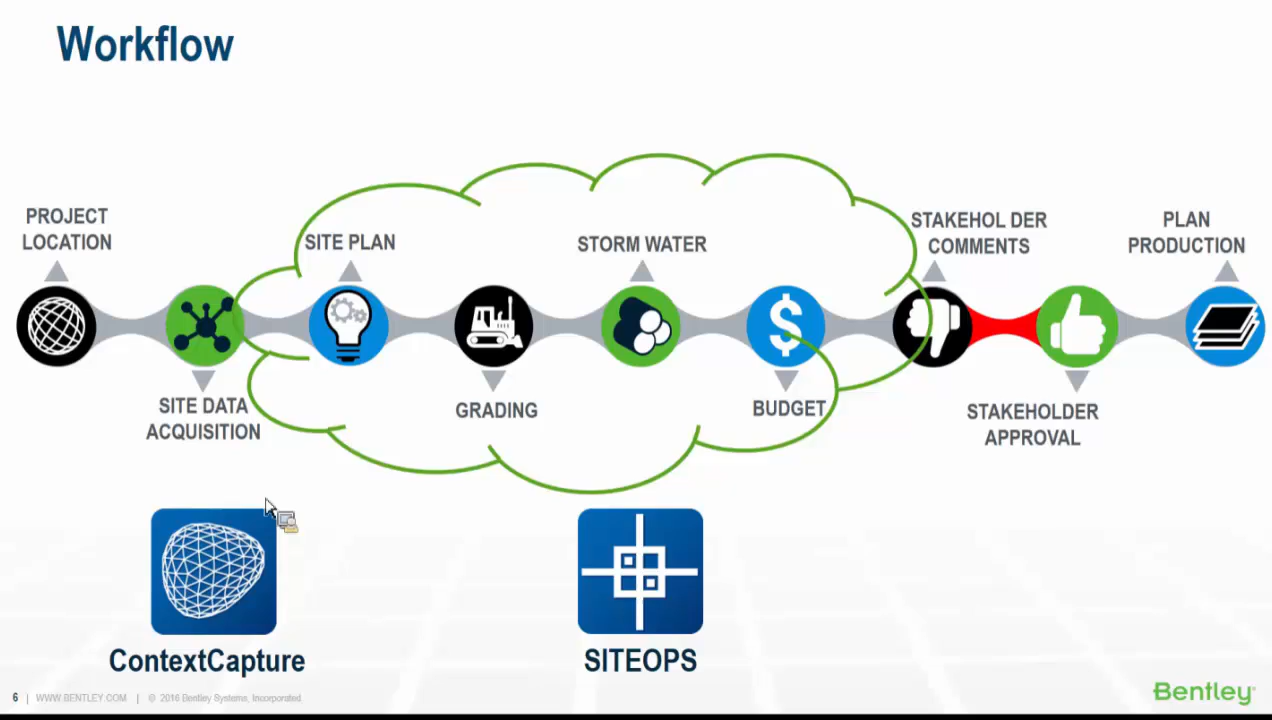 Workflow
PROJECT
LOCATION
SITE PLAN
STORM WATER
STAKEHOL DER
COMMENTS
PLAN
PRODUCTION
$
SITE DATA
ACQUISITION
GRADING
BUDGET
STAKEHOLDER
APPROVAL
ContextCapture
SITEOPS
6 | WWW.BENTLEY.COM | © 2016 Bentley Systems, Incorporated
Bentley